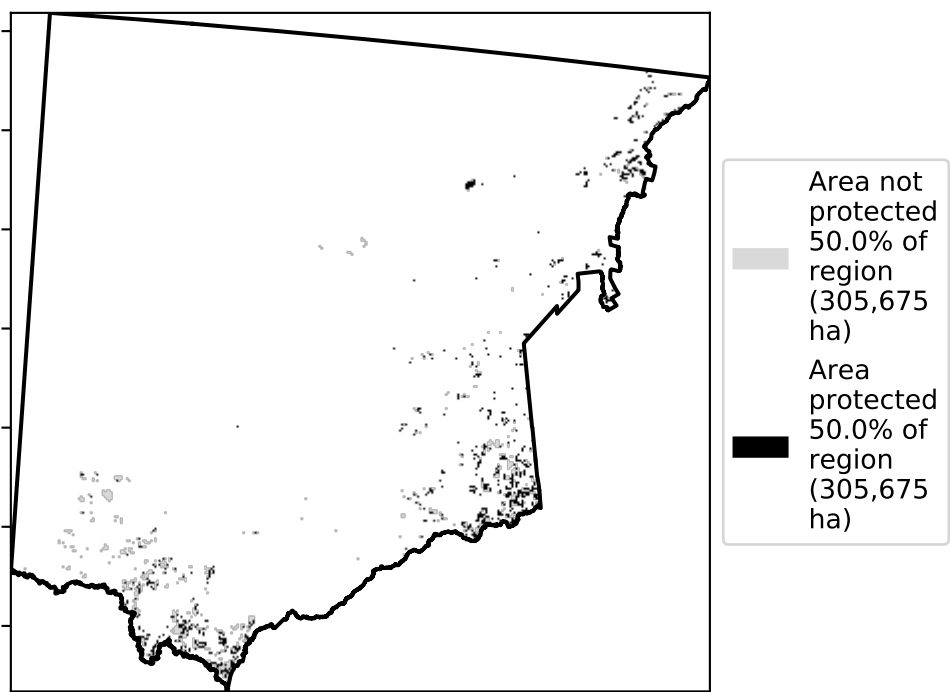 Area not
protected
50.0% of
region
(305,675
ha)
Area
protected
50.0% of
region
(305,675
ha)